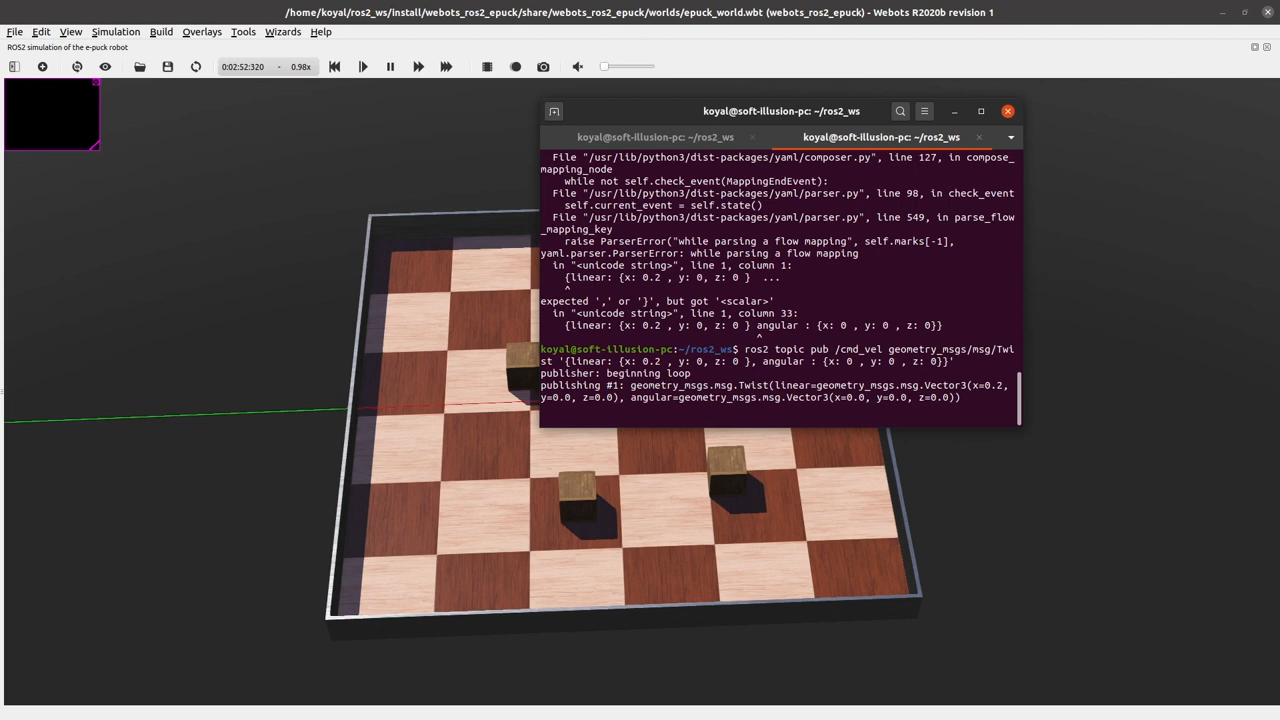 /home/koyal/ros2_ws/install/webots_ros2_epuck/share/webots_ros2_epuck/worlds/epuck_world.wbt (webots_ros2_epuck) - Webots R2020b revision 1
File Edit View Simulation Build Overlays Tools Wizards Help
ROS2 simulation of the e-puck robot
0:02:52:320 - 0.98x
koyal@soft-illusion-pc: ~/ros2_ws
koyal@soft-illusion-pc: ~/ros2_ws koyal@soft-illusion-pc: ~/ros2_ws
File "/usr/lib/python3/dist-packages/yaml/composer.py", line 127, in compose_
mapping_node
while not self.check_event(MappingEndEvent):
File "/usr/lib/python3/dist-packages/yaml/parser.py", line 98, in check_event
self.current_event = self.state()
File "/usr/lib/python3/dist-packages/yaml/parser.py", line 549, in parse_flow
_mapping_key
raise ParserError("while parsing a flow mapping", self.marks[-1],
yaml.parser.ParserError: while parsing a flow mapping
in "<unicode string>", line 1, column 1:
{linear: {x: 0.2 , y: 0, z: 0 }  ...
^
expected ',' or '}', but got '<scalar>'
in "<unicode string>", line 1, column 33:
{linear: {x: 0.2 , y: 0, z: 0 } angular : {x: 0 , y: 0 , z: 0}}
^
koyal@soft-illusion-pc:~/ros2_ws$ ros2 topic pub /cmd_vel geometry_msgs/msg/Twi
st '{linear: {x: 0.2 , y: 0, z: 0 }, angular : {x: 0 , y: 0 , z: 0}}'
publisher: beginning loop
publishing #1: geometry_msgs.msg.Twist(linear=geometry_msgs.msg.Vector3(x=0.2,
y=0.0, z=0.0), angular=geometry_msgs.msg.Vector3(x=0.0, y=0.0, z=0.0))